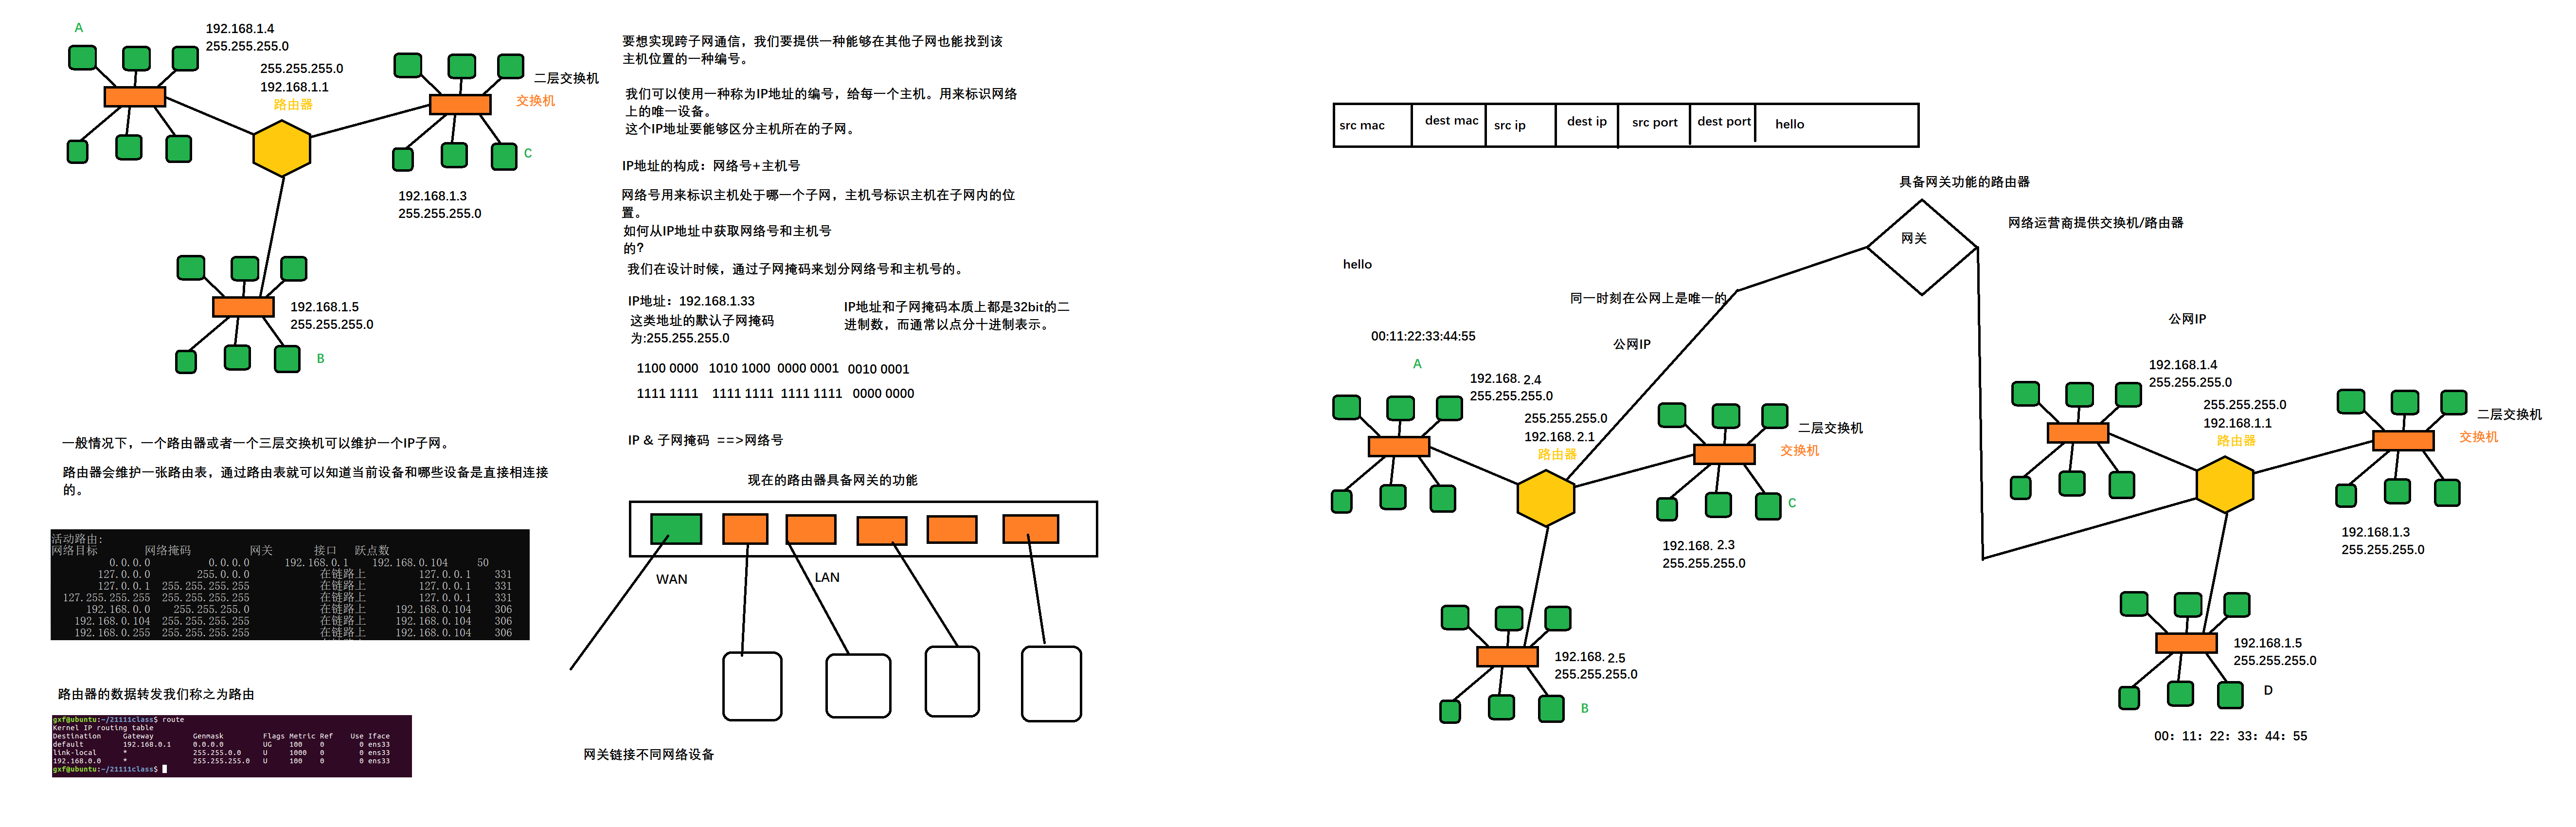 A
192.168.1.4
255.255.255.0
255.255.255.0
192.168.1.1
路由器
二层交换机
交换机
C
192.168.1.3
255.255.255.0
192.168.1.5
255.255.255.0
B
一般情况下，一个路由器或者一个三层交换机可以维护一个IP子网。
路由器会维护一张路由表，通过路由表就可以知道当前设备和哪些设备是直接相连接
的。
活动路由:
网络目标 网络掩码 网关 接口 跃点数
0.0.0.0 0.0.0.0 192.168.0.1 192.168.0.104 50
127.0.0.0 255.0.0.0 在链路上 127.0.0.1 331
127.0.0.1 255.255.255.255 在链路上 127.0.0.1 331
127.255.255.255 255.255.255.255 在链路上 127.0.0.1 331
192.168.0.0 255.255.255.0 在链路上 192.168.0.104 306
192.168.0.104 255.255.255.255 在链路上 192.168.0.104 306
192.168.0.255 255.255.255.255 在链路上 192.168.0.104 306
路由器的数据转发我们称之为路由
gxf@ubuntu:~/21111class$ route
Kernel IP routing table
Destination Gateway Genmask Flags Metric Ref Use Iface
default 192.168.0.1 0.0.0.0 UG 100 0 0 ens33
link-local * 255.255.0.0 U 1000 0 0 ens33
192.168.0.0 * 255.255.255.0 U 100 0 0 ens33
gxf@ubuntu:~/21111class$
要想实现跨子网通信，我们要提供一种能够在其他子网也能找到该
主机位置的一种编号。
我们可以使用一种称为IP地址的编号，给每一个主机。用来标识网络
上的唯一设备。
这个IP地址要能够区分主机所在的子网。
IP地址的构成：网络号+主机号
网络号用来标识主机处于哪一个子网，主机号标识主机在子网内的位
置。
如何从IP地址中获取网络号和主机号
的？
我们在设计时候，通过子网掩码来划分网络号和主机号的。
IP地址：192.168.1.33
这类地址的默认子网掩码
为:255.255.255.0
IP地址和子网掩码本质上都是32bit的二
进制数，而通常以点分十进制表示。
1100 0000 1010 1000 0000 0001 0010 0001
1111 1111 1111 1111 1111 1111 0000 0000
IP & 子网掩码 ==>网络号
现在的路由器具备网关的功能
WAN
LAN
网关链接不同网络设备
src mac
dest mac
src ip
dest ip
src port
dest port
hello
具备网关功能的路由器
网络运营商提供交换机/路由器
网关
hello
同一时刻在公网上是唯一的
公网IP
公网IP
00:11:22:33:44:55
A
192.168. 2.4
255.255.255.0
255.255.255.0
192.168. 2.1
路由器
二层交换机
交换机
C
192.168. 2.3
255.255.255.0
192.168. 2.5
255.255.255.0
B
192.168.1.4
255.255.255.0
255.255.255.0
192.168.1.1
路由器
二层交换机
交换机
192.168.1.3
255.255.255.0
192.168.1.5
255.255.255.0
D
00：11：22：33：44：55